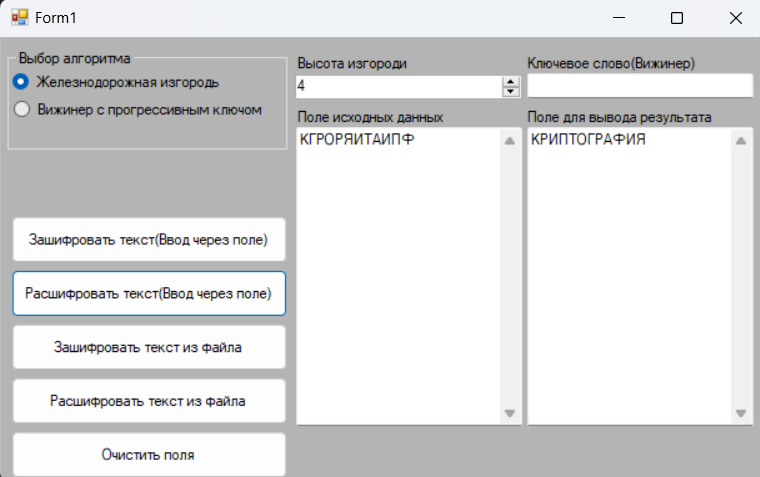 Form1
Выбор алгоритма
Железнодорожная изгородь
Вижинер с прогрессивным ключом
Высота изгороди
4
Ключевое слово(Вижинер)
Поле исходных данных
КГРОРЯИТАИПФ
Поле для вывода результата
КРИПТОГРАФИЯ
Зашифровать текст(Ввод через поле)
Расшифровать текст(Ввод через поле)
Зашифровать текст из файла
Расшифровать текст из файла
Очистить поля